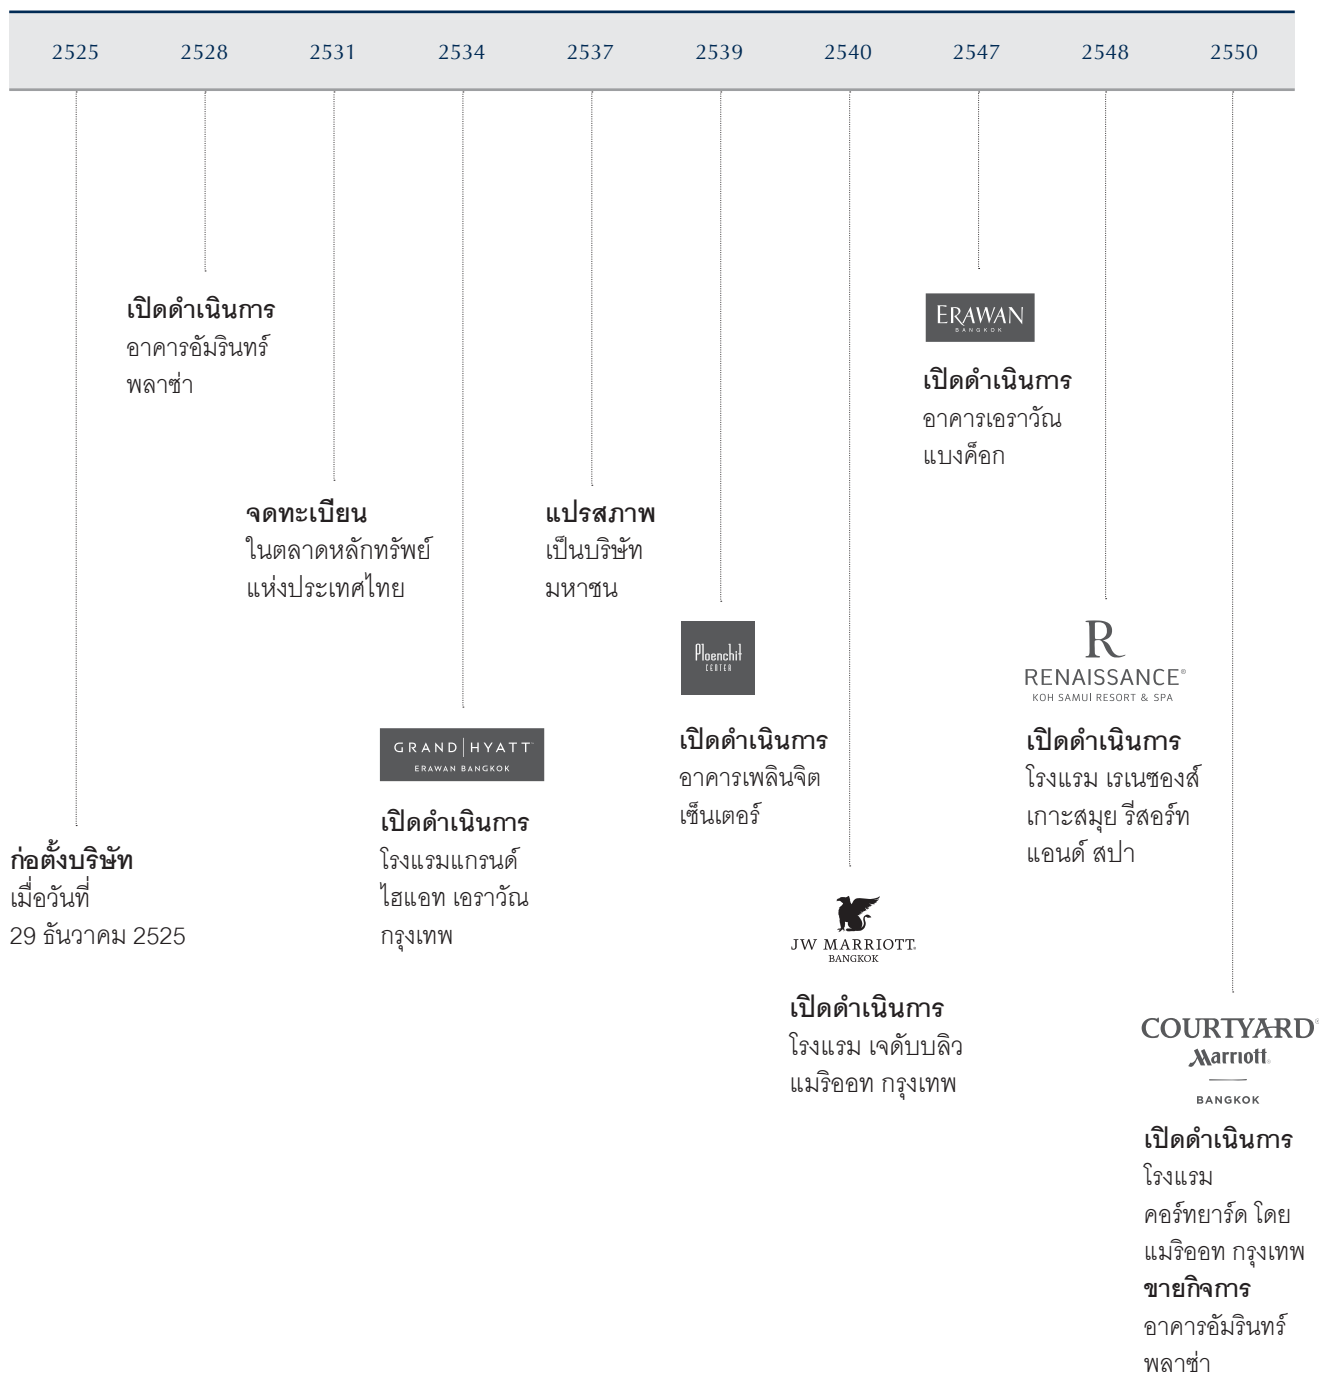 2525 2528 2531 2534 2537 2539 2540 2547 2548 2550
ก่อตั้งบริษัท
เมื่อวันที่
29 ธันวาคม 2525
เปิดดำเนินการ
อาคารอัมรินทร์
พลาซ่า
จดทะเบียน
ในตลาดหลักทรัพย์
แห่งประเทศไทย
GRAND HYATT
ERAWAN BANGKOK
เปิดดำเนินการ
โรงแรมแกรนด์
ไฮแอท เอราวัณ
กรุงเทพ
แปรสภาพ
เป็นบริษัท
มหาชน
Ploenchit
CENTER
เปิดดำเนินการ
อาคารเพลินจิต
เซ็นเตอร์
JW MARRIOTT
BANGKOK
เปิดดำเนินการ
โรงแรม เจดับบลิว
แมริออท กรุงเทพ
ERAWAN
BANGKOK
เปิดดำเนินการ
อาคารเอราวัณ
แบงค็อก
R
RENAISSANCE®
KOH SAMUI RESORT & SPA
เปิดดำเนินการ
โรงแรม เรเนซองส์
เกาะสมุย รีสอร์ท
แอนด์ สปา
COURTYARD®
Marriott
BANGKOK
เปิดดำเนินการ
โรงแรม
คอร์ทยาร์ด โดย
แมริออท กรุงเทพ
ขายกิจการ
อาคารอัมรินทร์
พลาซ่า